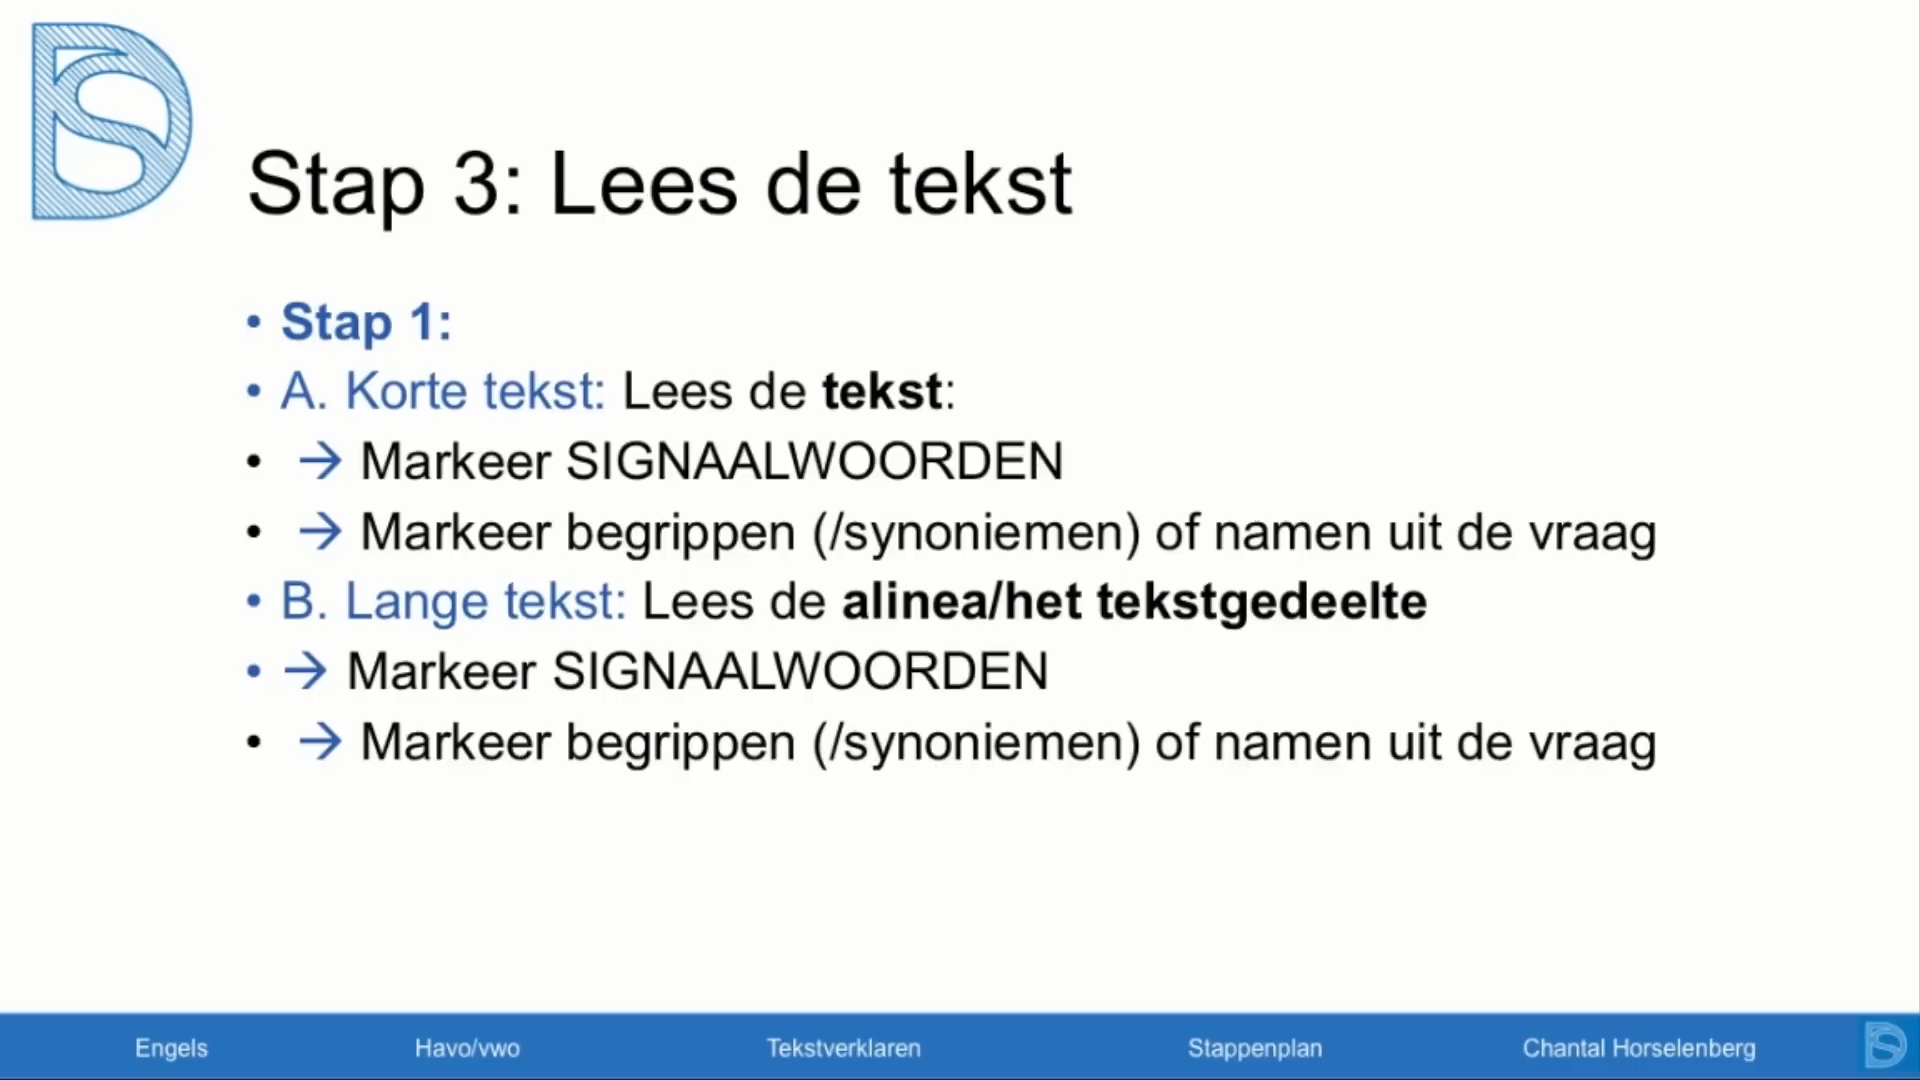 Stap 3: Lees de tekst
• Stap 1:
• A. Korte tekst: Lees de tekst:
• → Markeer SIGNAALWOORDEN
• → Markeer begrippen (/synoniemen) of namen uit de vraag
• B. Lange tekst: Lees de alinea/het tekstgedeelte
• → Markeer SIGNAALWOORDEN
• → Markeer begrippen (/synoniemen) of namen uit de vraag
Engels Havo/vwo Tekstverklaren Stappenplan Chantal Horselenberg